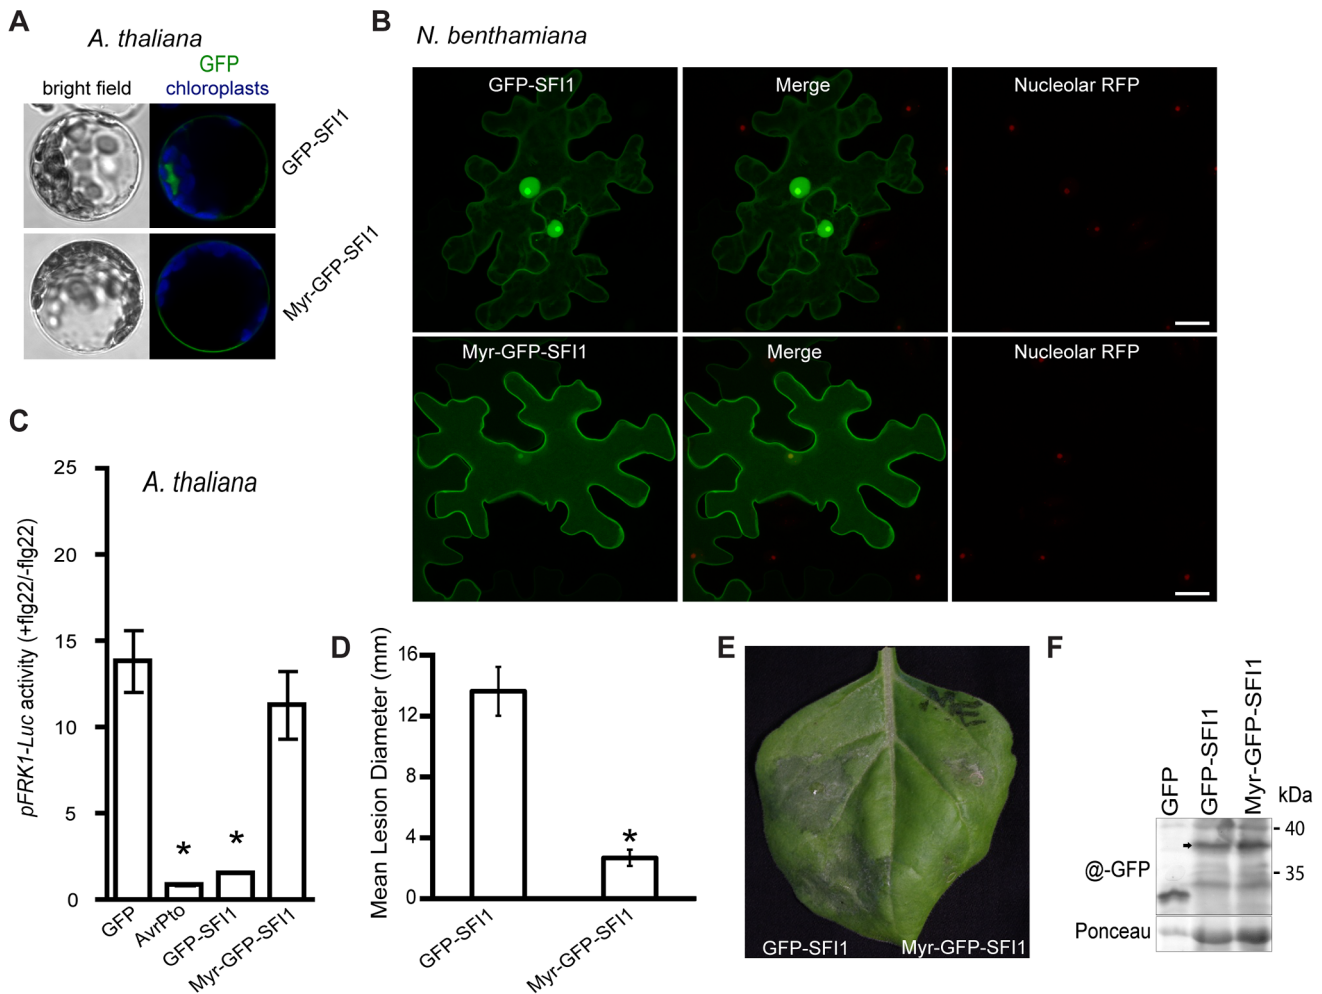 A
A. thaliana
GFP
bright field chloroplasts
GFP-SFI1
Myr-GFP-SFI1
B
N. benthamiana
GFP-SFI1 Merge Nucleolar RFP
Myr-GFP-SFI1 Merge Nucleolar RFP
C
A. thaliana
pFRK1-Luc activity (+flg22/-flg22)
25
20
15
10
5
0
* *
GFP AvrPto GFP-SFI1 Myr-GFP-SFI1
D
Mean Lesion Diameter (mm)
16
12
8
4
0
*
GFP-SFI1 Myr-GFP-SFI1
E
GFP-SFI1 Myr-GFP-SFI1
F
GFP GFP-SFI1 Myr-GFP-SFI1
kDa
- 40
- 35
@-GFP
Ponceau